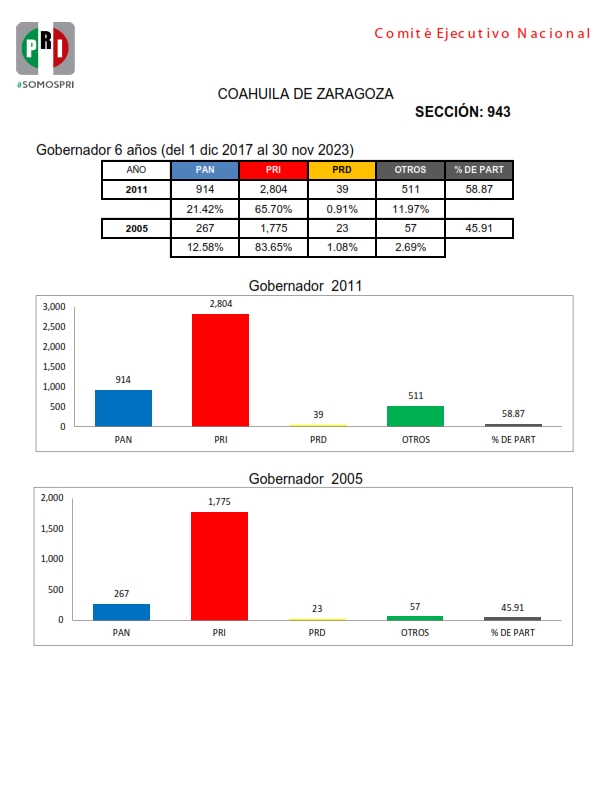 Comité Ejecutivo Nacional
PRI
#SOMOSPRI
COAHUILA DE ZARAGOZA
SECCIÓN: 943
Gobernador 6 años (del 1 dic 2017 al 30 nov 2023)
AÑO PAN PRI PRD OTROS % DE PART
2011 914 2,804 39 511 58.87
21.42% 65.70% 0.91% 11.97%
2005 267 1,775 23 57 45.91
12.58% 83.65% 1.08% 2.69%
Gobernador 2011
3,000
2,500
2,000
1,500
1,000
500
0
914 2,804 39 511 58.87
PAN PRI PRD OTROS % DE PART
Gobernador 2005
2,000
1,500
1,000
500
0
267 1,775 23 57 45.91
PAN PRI PRD OTROS % DE PART